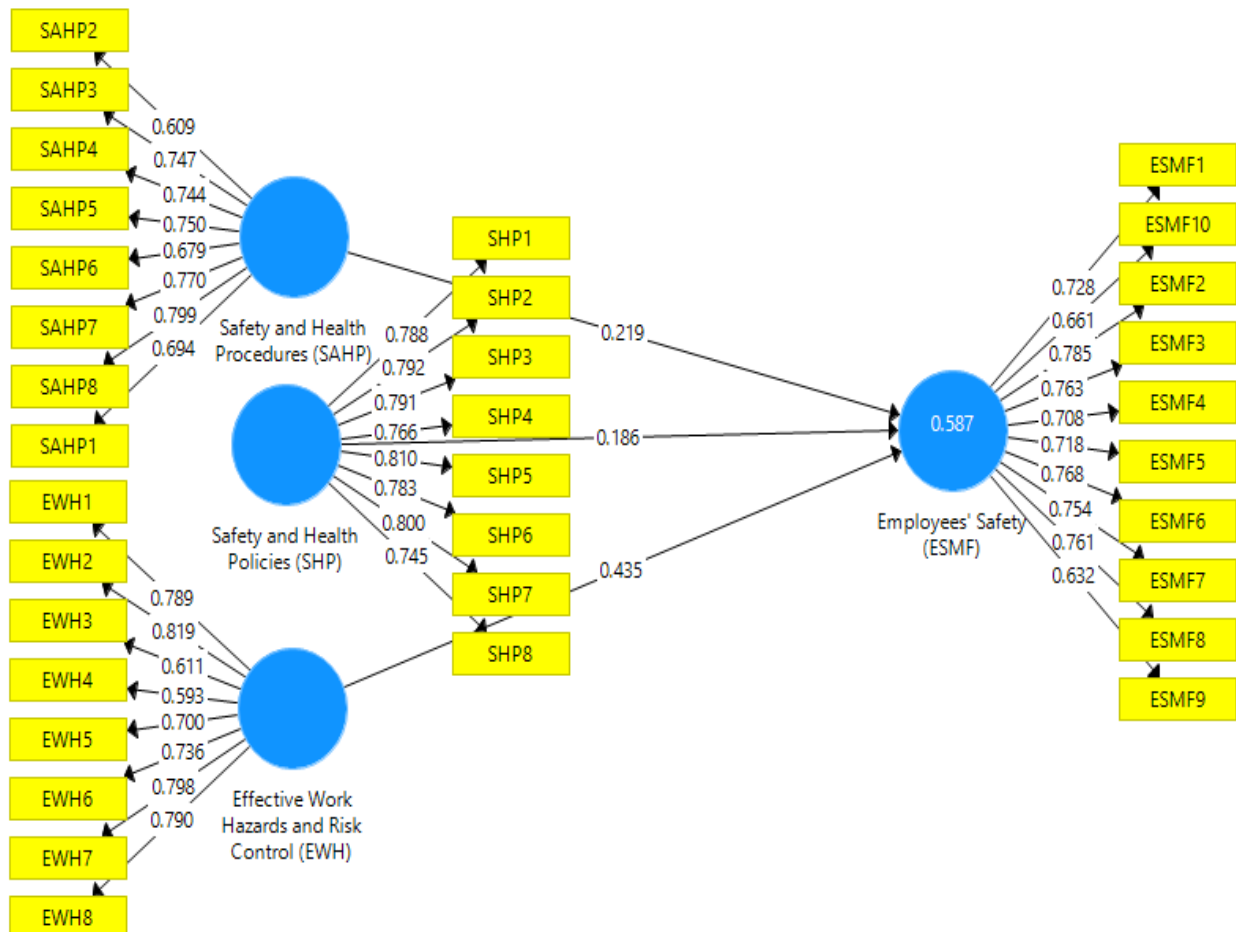 SAHP2
SAHP3
SAHP4
SAHP5
SAHP6
SAHP7
SAHP8
SAHP1
0.609
0.747
0.744
0.750
0.679
0.770
0.799
0.694
Safety and Health
Procedures (SAHP)
SHP1
SHP2
SHP3
SHP4
SHP5
SHP6
SHP7
SHP8
0.788
0.792
0.791
0.766
0.810
0.783
0.800
0.745
Safety and Health
Policies (SHP)
EWH1
EWH2
EWH3
EWH4
EWH5
EWH6
EWH7
EWH8
0.789
0.819
0.611
0.593
0.700
0.736
0.798
0.790
Effective Work
Hazards and Risk
Control (EWH)
0.219
0.186
0.435
0.587
Employees' Safety
(ESMF)
0.728
0.661
0.785
0.763
0.708
0.718
0.768
0.754
0.761
0.632
ESMF1
ESMF10
ESMF2
ESMF3
ESMF4
ESMF5
ESMF6
ESMF7
ESMF8
ESMF9